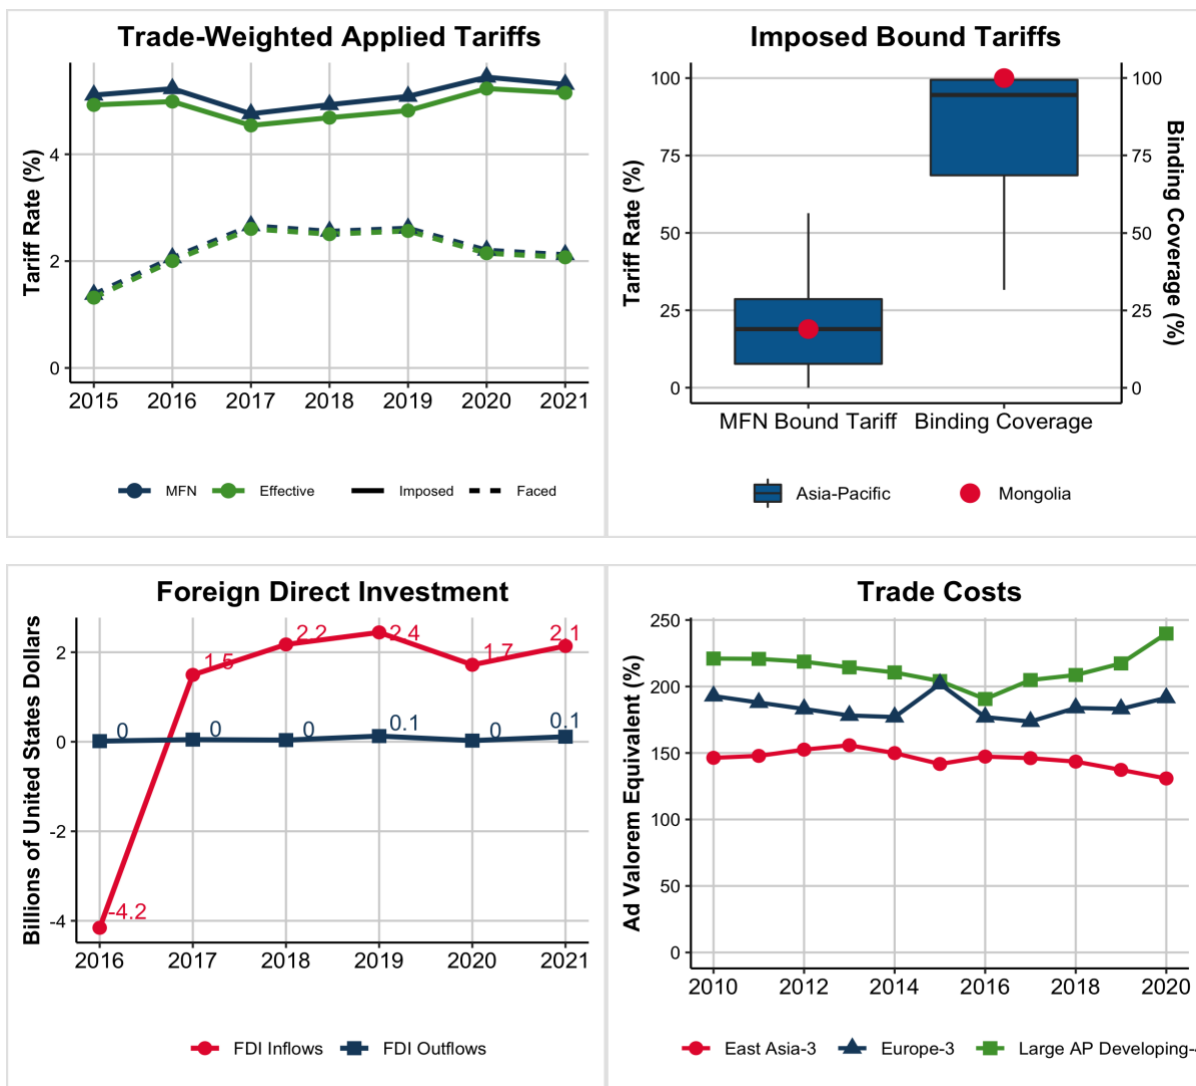 Trade-Weighted Applied Tariffs
Tariff Rate (%)
4
2
0
2015 2016 2017 2018 2019 2020 2021
MFN Effective Imposed Faced
Imposed Bound Tariffs
Tariff Rate (%)
100
75
50
25
0
100
75
50
25
0
Binding Coverage (%)
MFN Bound Tariff Binding Coverage
Asia-Pacific Mongolia
Foreign Direct Investment
Billions of United States Dollars
2
0
-2
-4
-4.2
1.5
2.2
2.4
1.7
2.1
0
0
0
0.1
0
0.1
2016 2017 2018 2019 2020 2021
FDI Inflows FDI Outflows
Trade Costs
Ad Valorem Equivalent (%)
250
200
150
100
50
0
2010 2012 2014 2016 2018 2020
East Asia-3 Europe-3 Large AP Developing-